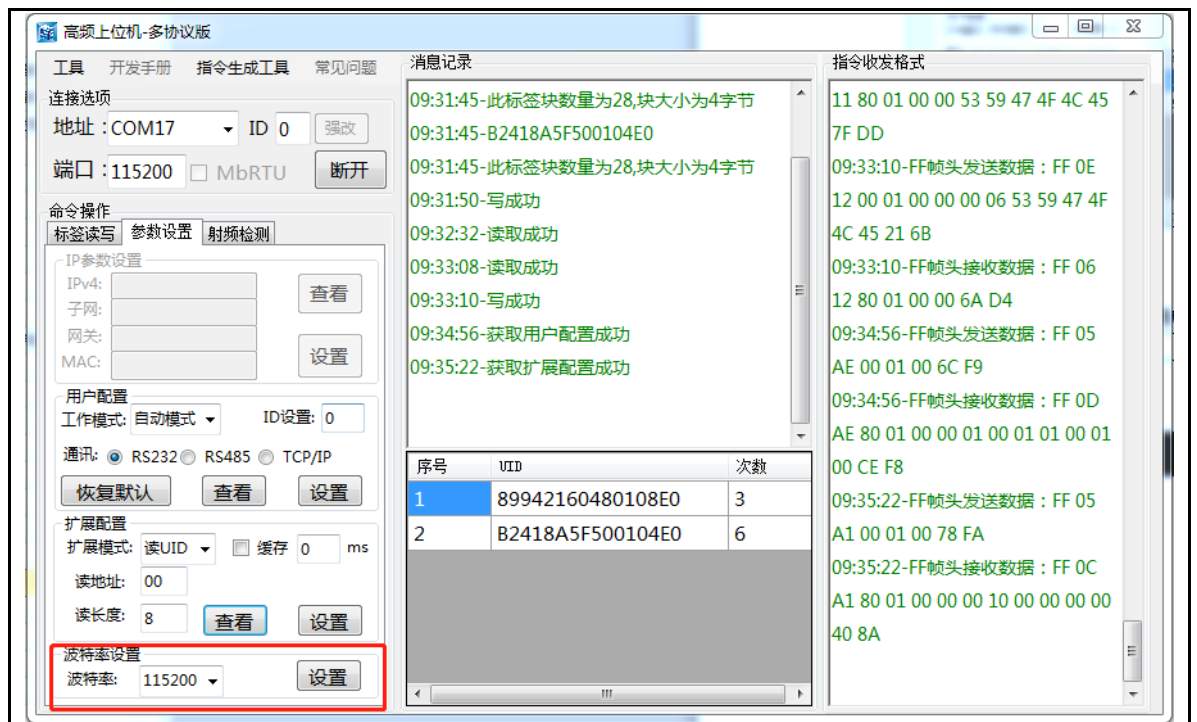 高频上位机-多协议版
工具 开发手册 指令生成工具 常见问题
连接选项
地址 : COM17 ID 0 强改
端口 : 115200 MbRTU 断开
命令操作
标签读写 参数设置 射频检测
IP参数设置
IPv4:
查看
子网:
网关:
设置
MAC:
用户配置
工作模式: 自动模式 ID设置: 0
通讯: RS232 RS485 TCP/IP
恢复默认 查看 设置
扩展配置
扩展模式: 读UID 缓存 0 ms
读地址: 00
读长度: 8 查看 设置
波特率设置
波特率: 115200 设置
消息记录
09:31:45-此标签块数量为28,块大小为4字节
09:31:45-B2418A5F500104E0
09:31:45-此标签块数量为28,块大小为4字节
09:31:50-写成功
09:32:32-读取成功
09:33:08-读取成功
09:33:10-写成功
09:34:56-获取用户配置成功
09:35:22-获取扩展配置成功
序号 UID 次数
1 89942160480108E0 3
2 B2418A5F500104E0 6
指令收发格式
11 80 01 00 00 53 59 47 4F 4C 45
7F DD
09:33:10-FF帧头发送数据：FF 0E
12 00 01 00 00 00 06 53 59 47 4F
4C 45 21 6B
09:33:10-FF帧头接收数据：FF 06
12 80 01 00 00 6A D4
09:34:56-FF帧头发送数据：FF 05
AE 00 01 00 6C F9
09:34:56-FF帧头接收数据：FF 0D
AE 80 01 00 00 01 00 01 01 00 01
00 CE F8
09:35:22-FF帧头发送数据：FF 05
A1 00 01 00 78 FA
09:35:22-FF帧头接收数据：FF 0C
A1 80 01 00 00 00 10 00 00 00 00
40 8A